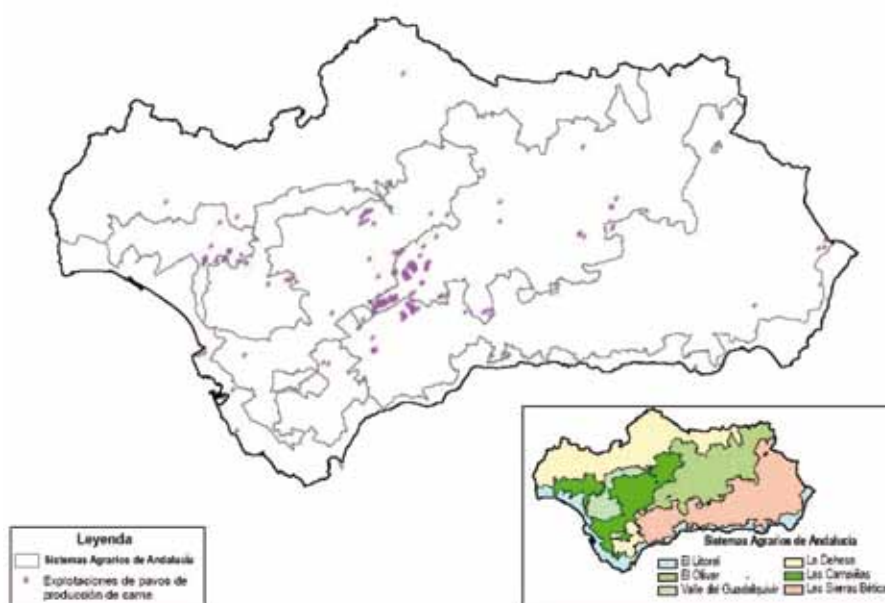 Leyenda
Sistemas Agrarios de Andalucía
Explotaciones de pavos de
producción de carne
Sistemas Agrarios de Andalucía
El Litoral
El Olivar
Valle del Guadalquivir
La Dehesa
Las Campiñas
Las Sierras Bética